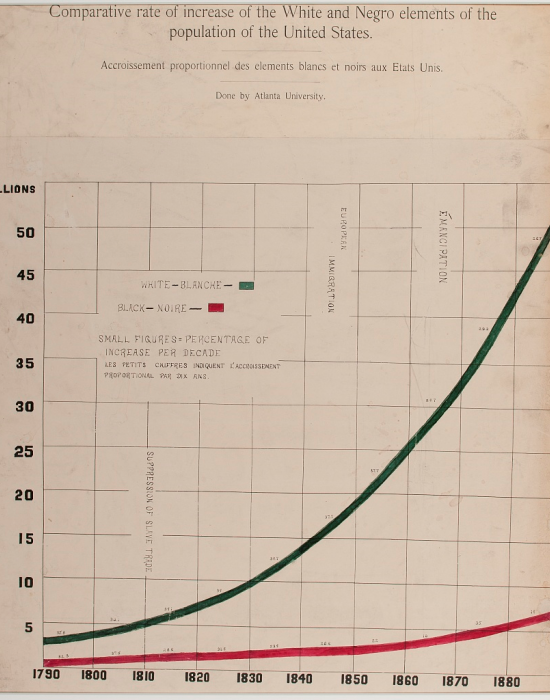 Comparative rate of increase of the White and Negro elements of the
population of the United States.
Accroissement proportionnel des elements blancs et noirs aux Etats Unis.
Done by Atlanta University.
LLIONS
50
45
40
35
30
25
20
15
10
5
EUROPEAN
IMMIGRATION
ÉMANCIPATION
WHITE-BLANCHE-
BLACK-NOIRE-
SMALL FIGURES=PERCENTAGE OF
INCREASE PER DECADE
LES PETITS CHIFFRES INDIQUENT L'ACCROISSEMENT
PROPORTIONAL PAR DIX ANS.
SUPPRESSION OF SLAVE TRADE
1790 1800 1810 1820 1830 1840 1850 1860 1870 1880